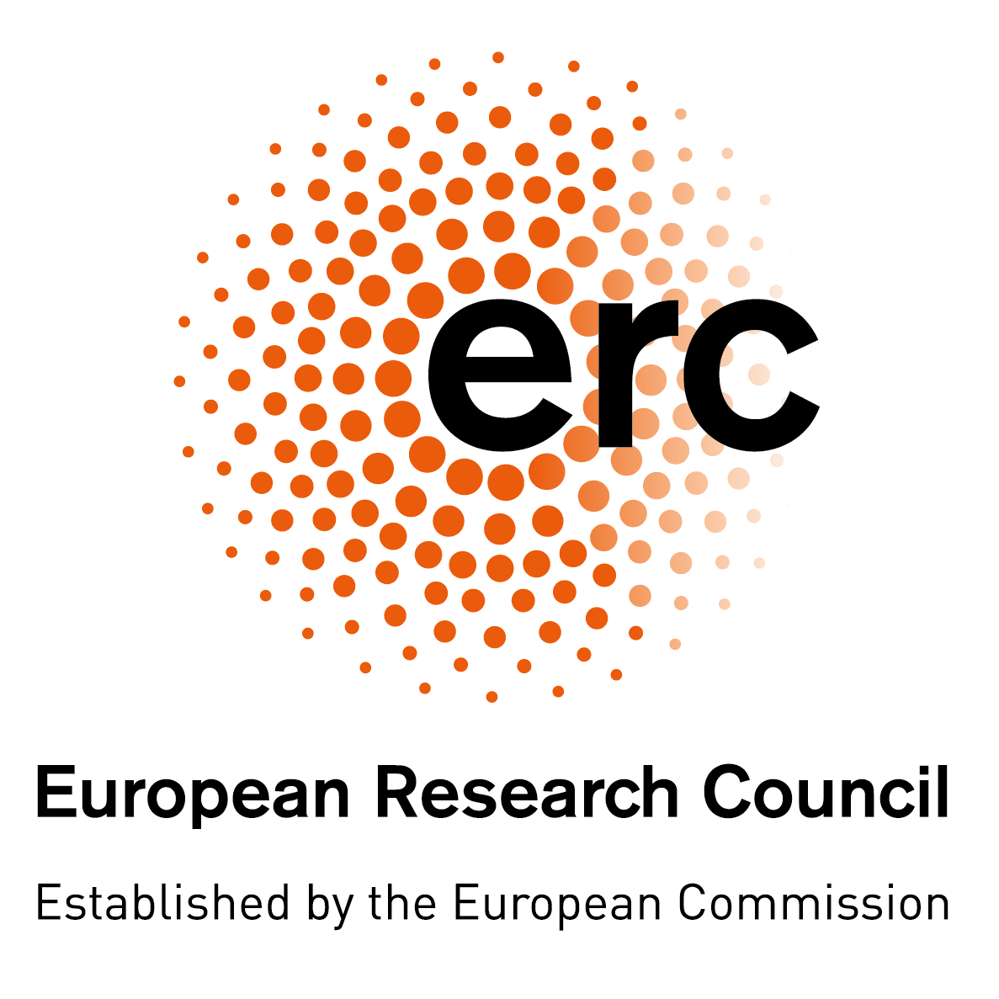 erc
European Research Council
Established by the European Commission